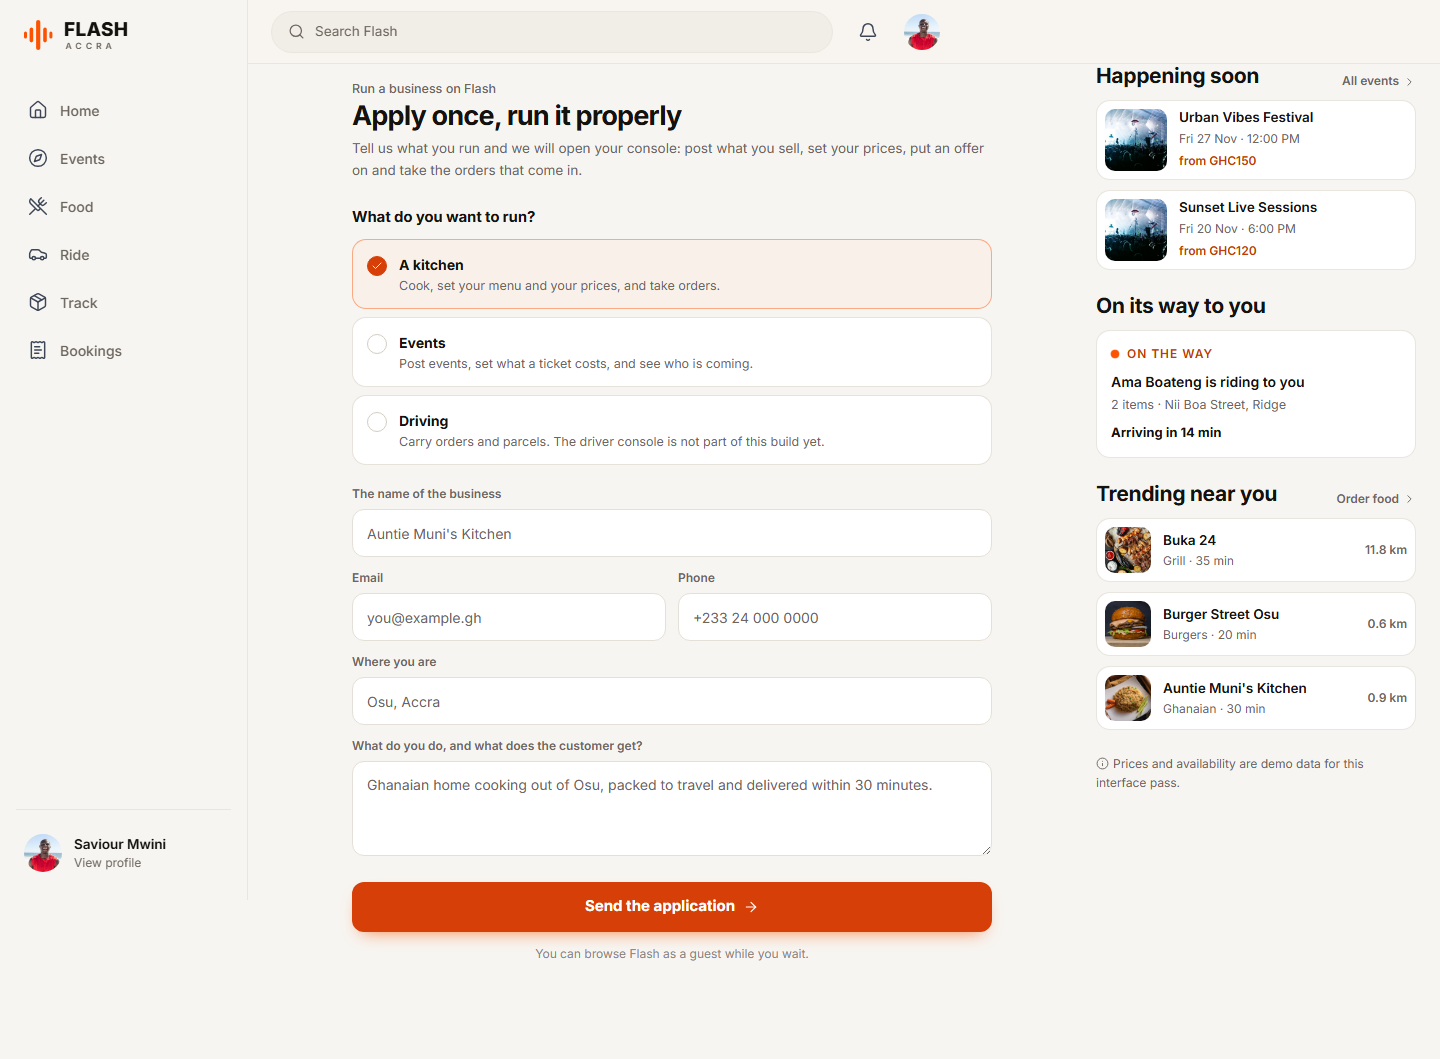 FLASH
ACCRA
Home
Events
Food
Ride
Track
Bookings
Saviour Mwini
View profile
Search Flash
Run a business on Flash
Apply once, run it properly
Tell us what you run and we will open your console: post what you sell, set your prices, put an offer
on and take the orders that come in.
What do you want to run?
A kitchen
Cook, set your menu and your prices, and take orders.
Events
Post events, set what a ticket costs, and see who is coming.
Driving
Carry orders and parcels. The driver console is not part of this build yet.
The name of the business
Auntie Muni's Kitchen
Email
Phone
you@example.gh
+233 24 000 0000
Where you are
Osu, Accra
What do you do, and what does the customer get?
Ghanaian home cooking out of Osu, packed to travel and delivered within 30 minutes.
Send the application
You can browse Flash as a guest while you wait.
Happening soon
All events
Urban Vibes Festival
Fri 27 Nov · 12:00 PM
from GHC150
Sunset Live Sessions
Fri 20 Nov · 6:00 PM
from GHC120
On its way to you
ON THE WAY
Ama Boateng is riding to you
2 items · Nii Boa Street, Ridge
Arriving in 14 min
Trending near you
Order food
Buka 24
Grill · 35 min
11.8 km
Burger Street Osu
Burgers · 20 min
0.6 km
Auntie Muni's Kitchen
Ghanaian · 30 min
0.9 km
Prices and availability are demo data for this
interface pass.